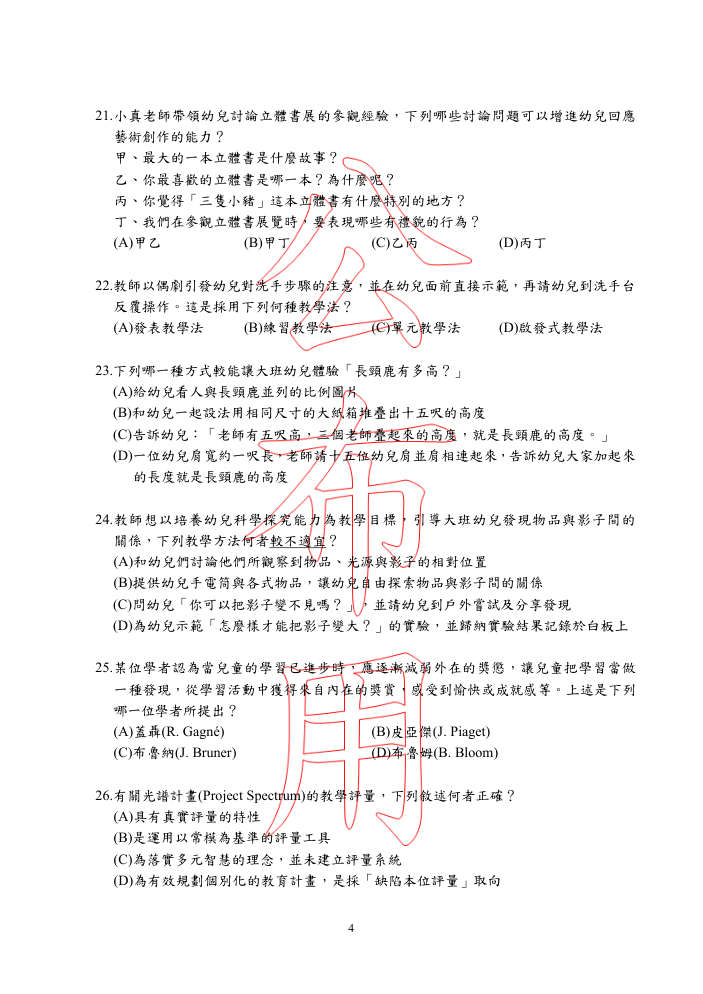 21.小真老師帶領幼兒討論立體書展的參觀經驗，下列哪些討論問題可以增進幼兒回應
藝術創作的能力？
甲、最大的一本立體書是什麼故事？
乙、你最喜歡的立體書是哪一本？為什麼呢？
丙、你覺得「三隻小豬」這本立體書有什麼特別的地方？
丁、我們在參觀立體書展覽時，要表現哪些有禮貌的行為？
(A)甲乙 (B)甲丁 (C)乙丙 (D)丙丁
22.教師以偶劇引發幼兒對洗手步驟的注意，並在幼兒面前直接示範，再請幼兒到洗手台
反覆操作。這是採用下列何種教學法？
(A)發表教學法 (B)練習教學法 (C)單元教學法 (D)啟發式教學法
23.下列哪一種方式較能讓大班幼兒體驗「長頸鹿有多高？」
(A)給幼兒看人與長頸鹿並列的比例圖片
(B)和幼兒一起設法用相同尺寸的大紙箱堆疊出十五呎的高度
(C)告訴幼兒：「老師有五呎高，三個老師疊起來的高度，就是長頸鹿的高度。」
(D)一位幼兒肩寬約一呎長，老師請十五位幼兒肩並肩相連起來，告訴幼兒大家加起來
的長度就是長頸鹿的高度
24.教師想以培養幼兒科學探究能力為教學目標，引導大班幼兒發現物品與影子間的
關係，下列教學方法何者較不適宜？
(A)和幼兒們討論他們所觀察到物品、光源與影子的相對位置
(B)提供幼兒手電筒與各式物品，讓幼兒自由探索物品與影子間的關係
(C)問幼兒「你可以把影子變不見嗎？」，並請幼兒到戶外嘗試及分享發現
(D)為幼兒示範「怎麼樣才能把影子變大？」的實驗，並歸納實驗結果記錄於白板上
25.某位學者認為當兒童的學習已進步時，應逐漸減弱外在的獎懲，讓兒童把學習當做
一種發現，從學習活動中獲得來自內在的獎賞，感受到愉快或成就感等。上述是下列
哪一位學者所提出？
(A)蓋聶(R. Gagné) (B)皮亞傑(J. Piaget)
(C)布魯納(J. Bruner) (D)布魯姆(B. Bloom)
26.有關光譜計畫(Project Spectrum)的教學評量，下列敘述何者正確？
(A)具有真實評量的特性
(B)是運用以常模為基準的評量工具
(C)為落實多元智慧的理念，並未建立評量系統
(D)為有效規劃個別化的教育計畫，是採「缺陷本位評量」取向
公布用
4